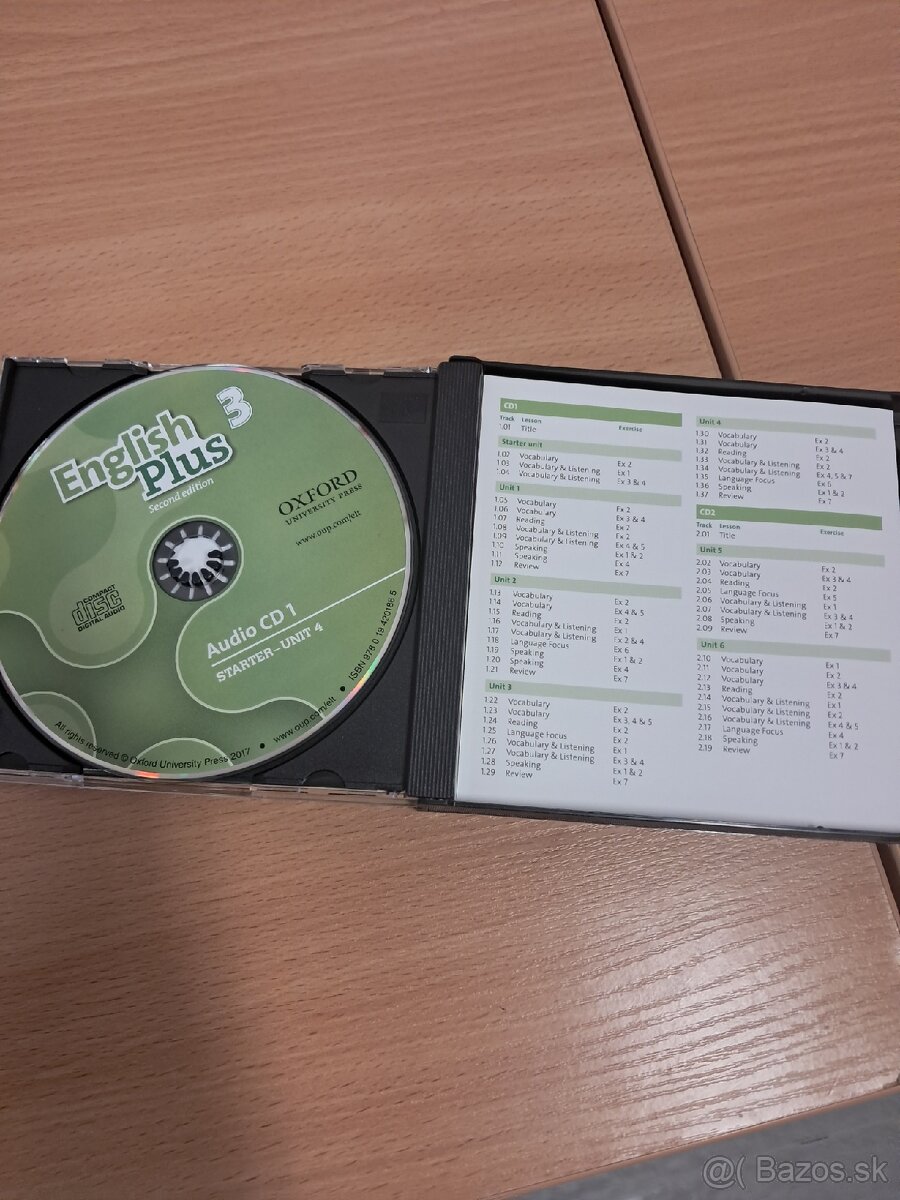 English Plus 3
Second edition
OXFORD
UNIVERSITY PRESS
www.oup.com/elt
COMPACT
disc
DIGITAL AUDIO
Audio CD 1
STARTER–UNIT 4
All rights reserved © Oxford University Press 2017 • www.oup.com/elt • ISBN 978 0 19 420186 5
CD1
Track Lesson Exercise
1.01 Title
Starter unit
1.02 Vocabulary Ex 2
1.03 Vocabulary & Listening Ex 1
1.04 Vocabulary & Listening Ex 3 & 4
Unit 1
1.05 Vocabulary Ex 2
1.06 Vocabulary Ex 3 & 4
1.07 Reading Ex 2
1.08 Vocabulary & Listening Ex 2
1.09 Vocabulary & Listening Ex 4 & 5
1.10 Speaking Ex 1 & 2
1.11 Speaking Ex 4
1.12 Review Ex 7
Unit 2
1.13 Vocabulary Ex 2
1.14 Vocabulary Ex 4 & 5
1.15 Reading Ex 2
1.16 Vocabulary & Listening Ex 1
1.17 Vocabulary & Listening Ex 2 & 4
1.18 Language Focus Ex 6
1.19 Speaking Ex 1 & 2
1.20 Speaking Ex 4
1.21 Review Ex 7
Unit 3
1.22 Vocabulary Ex 2
1.23 Vocabulary Ex 3, 4 & 5
1.24 Reading Ex 2
1.25 Language Focus Ex 2
1.26 Vocabulary & Listening Ex 1
1.27 Vocabulary & Listening Ex 3 & 4
1.28 Speaking Ex 1 & 2
1.29 Review Ex 7
Unit 4
1.30 Vocabulary Ex 2
1.31 Vocabulary Ex 3 & 4
1.32 Reading Ex 2
1.33 Vocabulary & Listening Ex 2
1.34 Vocabulary & Listening Ex 4, 5 & 7
1.35 Language Focus Ex 5
1.36 Speaking Ex 1 & 2
1.37 Review Ex 7
CD2
Track Lesson Exercise
2.01 Title
Unit 5
2.02 Vocabulary Ex 2
2.03 Vocabulary Ex 3 & 4
2.04 Reading Ex 2
2.05 Language Focus Ex 5
2.06 Vocabulary & Listening Ex 1
2.07 Vocabulary & Listening Ex 3 & 4
2.08 Speaking Ex 1 & 2
2.09 Review Ex 7
Unit 6
2.10 Vocabulary Ex 1
2.11 Vocabulary Ex 2
2.12 Vocabulary Ex 3 & 4
2.13 Reading Ex 2
2.14 Vocabulary & Listening Ex 1
2.15 Vocabulary & Listening Ex 2
2.16 Vocabulary & Listening Ex 4 & 5
2.17 Language Focus Ex 4
2.18 Speaking Ex 1 & 2
2.19 Review Ex 7
@( Bazos.sk